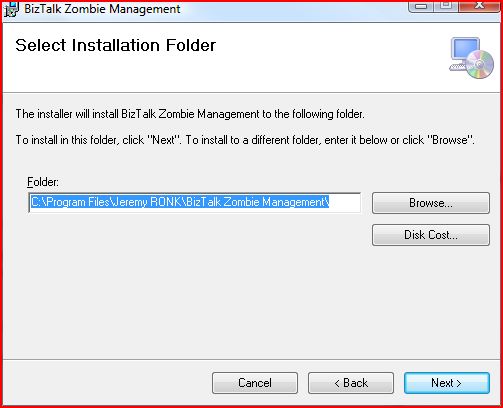 BizTalk Zombie Management
Select Installation Folder
The installer will install BizTalk Zombie Management to the following folder.
To install in this folder, click "Next". To install to a different folder, enter it below or click "Browse".
Folder:
C:\Program Files\Jeremy RONK\BizTalk Zombie Management\
Browse...
Disk Cost...
Cancel
< Back
Next >